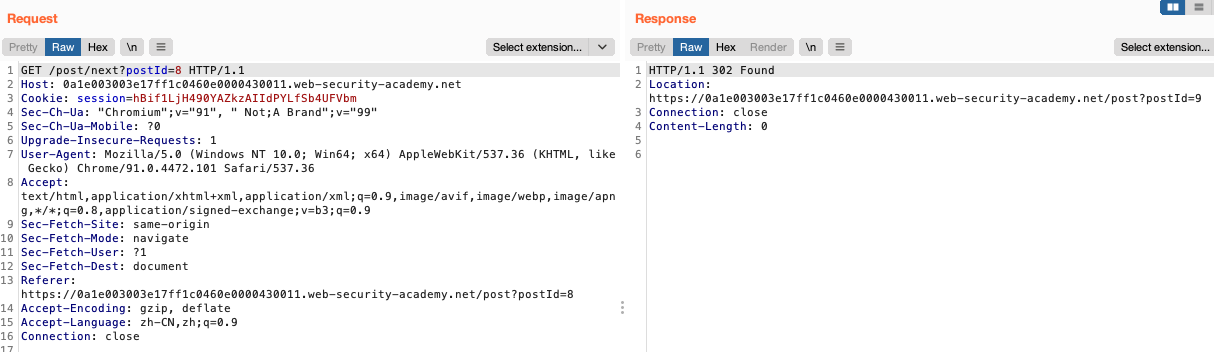 Request
Pretty Raw Hex \n Select extension...
1 GET /post/next?postId=8 HTTP/1.1
2 Host: 0a1e003003e17ff1c0460e0000430011.web-security-academy.net
3 Cookie: session=hBif1LjH490YAZkzAIIdPYLfSb4UFVbm
4 Sec-Ch-Ua: "Chromium";v="91", " Not;A Brand";v="99"
5 Sec-Ch-Ua-Mobile: ?0
6 Upgrade-Insecure-Requests: 1
7 User-Agent: Mozilla/5.0 (Windows NT 10.0; Win64; x64) AppleWebKit/537.36 (KHTML, like
Gecko) Chrome/91.0.4472.101 Safari/537.36
8 Accept:
text/html,application/xhtml+xml,application/xml;q=0.9,image/avif,image/webp,image/apn
g,*/*;q=0.8,application/signed-exchange;v=b3;q=0.9
9 Sec-Fetch-Site: same-origin
10 Sec-Fetch-Mode: navigate
11 Sec-Fetch-User: ?1
12 Sec-Fetch-Dest: document
13 Referer:
https://0a1e003003e17ff1c0460e0000430011.web-security-academy.net/post?postId=8
14 Accept-Encoding: gzip, deflate
15 Accept-Language: zh-CN,zh;q=0.9
16 Connection: close
17
Response
Pretty Raw Hex Render \n Select extension...
1 HTTP/1.1 302 Found
2 Location:
https://0a1e003003e17ff1c0460e0000430011.web-security-academy.net/post?postId=9
3 Connection: close
4 Content-Length: 0
5
6